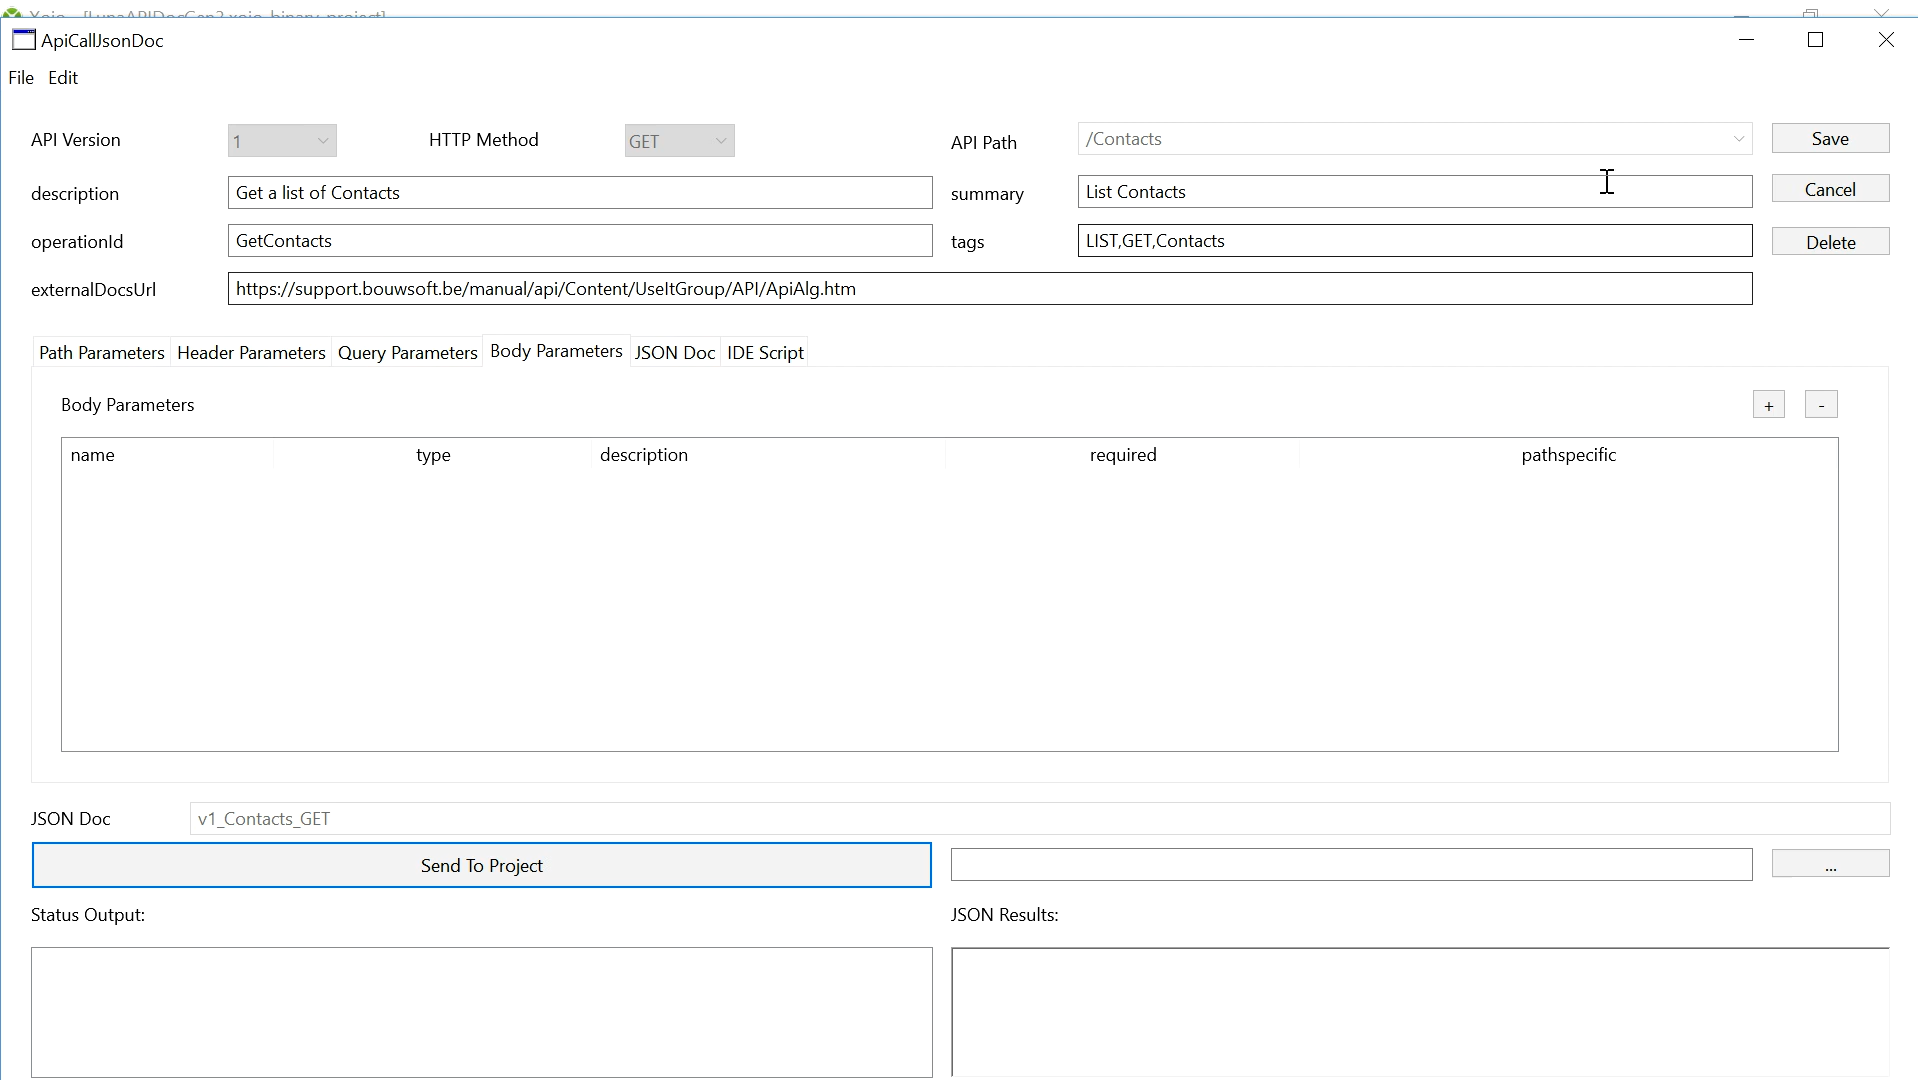 ApiCallJsonDoc
File Edit
API Version 1 HTTP Method GET API Path /Contacts Save
description Get a list of Contacts summary List Contacts Cancel
operationId GetContacts tags LIST,GET,Contacts Delete
externalDocsUrl https://support.bouwsoft.be/manual/api/Content/UseItGroup/API/ApiAlg.htm
Path Parameters Header Parameters Query Parameters Body Parameters JSON Doc IDE Script
Body Parameters + -
name type description required pathspecific
JSON Doc v1_Contacts_GET
Send To Project ...
Status Output: JSON Results: